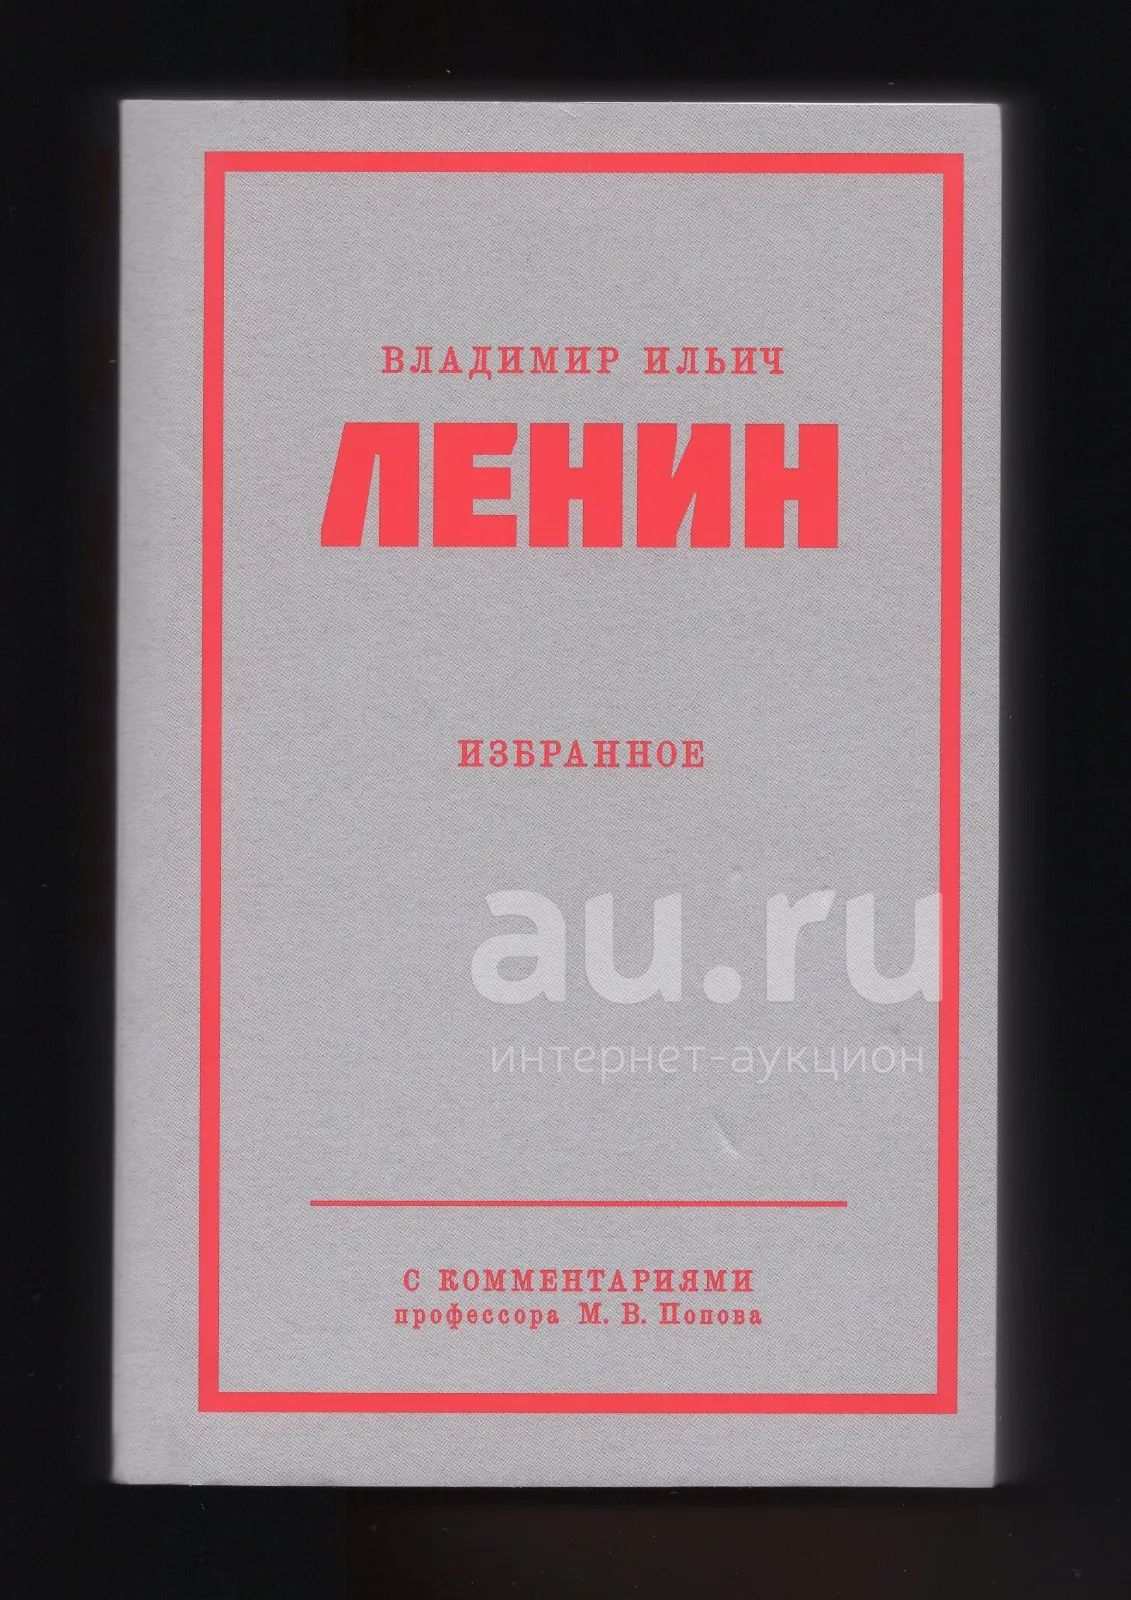 ВЛАДИМИР ИЛЬИЧ
ЛЕНИН
ИЗБРАННОЕ
au.ru
интернет-аукцион
С КОММЕНТАРИЯМИ
профессора М. В. Попова